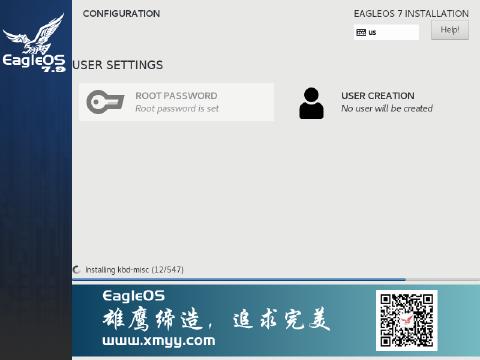 CONFIGURATION
EAGLEOS 7 INSTALLATION
us
Help!
EagleOS
7.9
USER SETTINGS
ROOT PASSWORD
Root password is set
USER CREATION
No user will be created
Installing kbd-misc (12/547)
EagleOS
雄鹰缔造，追求完美
www.xmyy.com